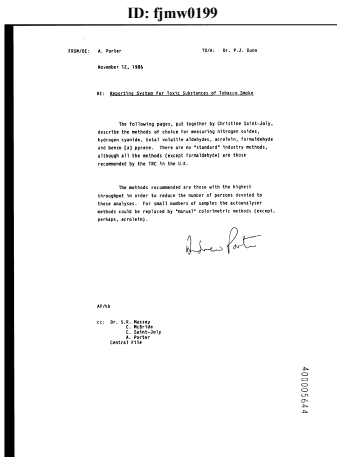 ID: fjmw0199
FROM/DE: A. Porter TO/A: Dr. P.J. Dunn
November 12, 1986
RE: Reporting System for Toxic Substances of Tobacco Smoke
The following pages, put together by Christine Saint-Joly,
describe the methods of choice for measuring nitrogen oxides,
hydrogen cyanide, total volatile aldehydes, acrolein, formaldehyde
and benzo [a] pyrene. There are no "standard" industry methods,
although all the methods (except formaldehyde) are those
recommended by the TRC in the U.K.
The methods recommended are those with the highest
throughput in order to reduce the number of persons devoted to
these analyses. For small numbers of samples the autoanalyser
methods could be replaced by "manual" colorimetric methods (except,
perhaps, acrolein).
Andrew Porter
AP/hb
cc: Dr. S.R. Massey
C. McBride
C. Saint-Joly
A. Porter
Central File
400005644